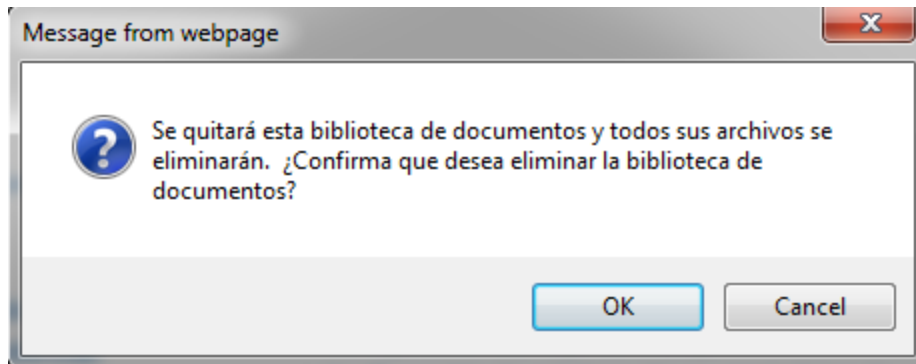 Message from webpage
Se quitará esta biblioteca de documentos y todos sus archivos se
eliminarán.  ¿Confirma que desea eliminar la biblioteca de
documentos?
OK
Cancel